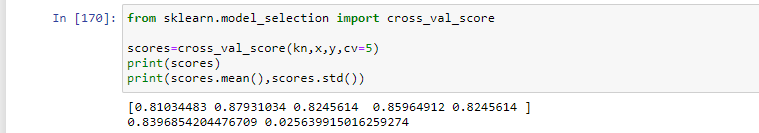 In [170]: from sklearn.model_selection import cross_val_score
scores=cross_val_score(kn,x,y,cv=5)
print(scores)
print(scores.mean(),scores.std())
[0.81034483 0.87931034 0.8245614  0.85964912 0.8245614 ]
0.8396854204476709 0.025639915016259274